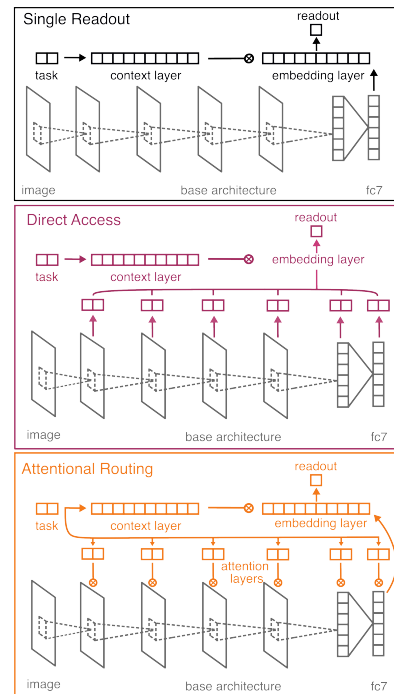 Single Readout
readout
task
context layer
embedding layer
image
base architecture
fc7
Direct Access
readout
task
context layer
embedding layer
image
base architecture
fc7
Attentional Routing
readout
task
context layer
embedding layer
attention
layers
image
base architecture
fc7